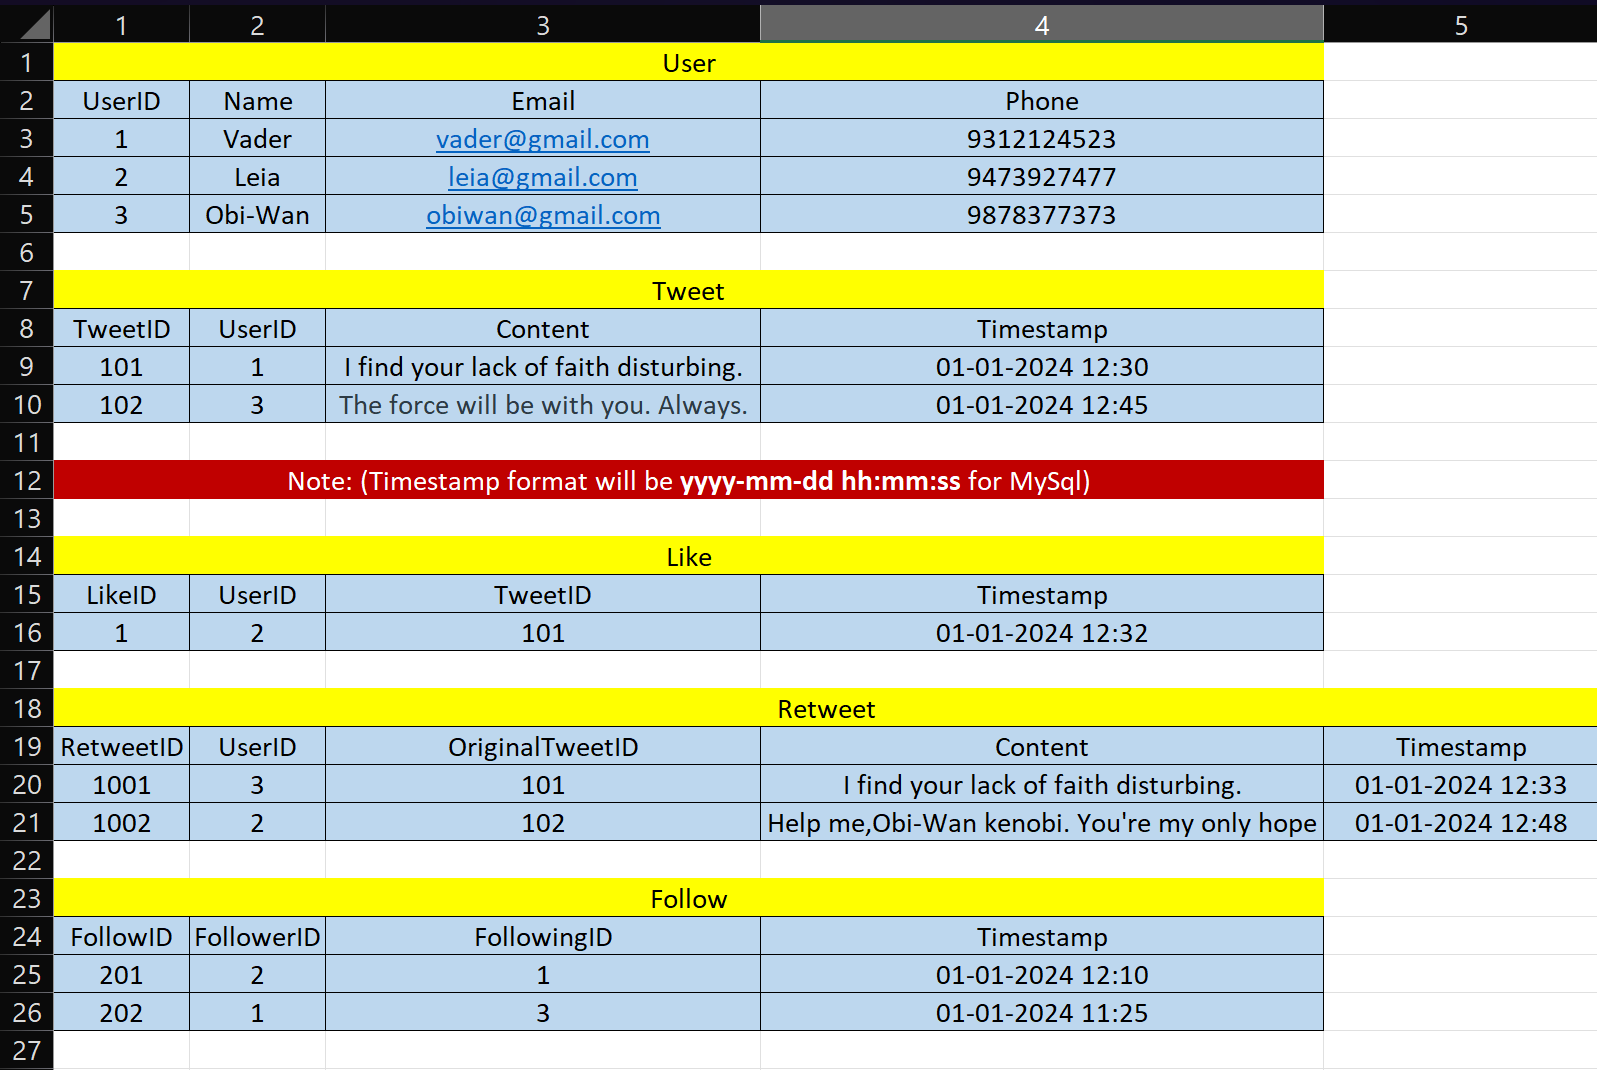 1 2 3 4 5
1 User
2 UserID Name Email Phone
3 1 Vader vader@gmail.com 9312124523
4 2 Leia leia@gmail.com 9473927477
5 3 Obi-Wan obiwan@gmail.com 9878377373
6
7 Tweet
8 TweetID UserID Content Timestamp
9 101 1 I find your lack of faith disturbing. 01-01-2024 12:30
10 102 3 The force will be with you. Always. 01-01-2024 12:45
11
12 Note: (Timestamp format will be yyyy-mm-dd hh:mm:ss for MySql)
13
14 Like
15 LikeID UserID TweetID Timestamp
16 1 2 101 01-01-2024 12:32
17
18 Retweet
19 RetweetID UserID OriginalTweetID Content Timestamp
20 1001 3 101 I find your lack of faith disturbing. 01-01-2024 12:33
21 1002 2 102 Help me,Obi-Wan kenobi. You're my only hope 01-01-2024 12:48
22
23 Follow
24 FollowID FollowerID FollowingID Timestamp
25 201 2 1 01-01-2024 12:10
26 202 1 3 01-01-2024 11:25
27